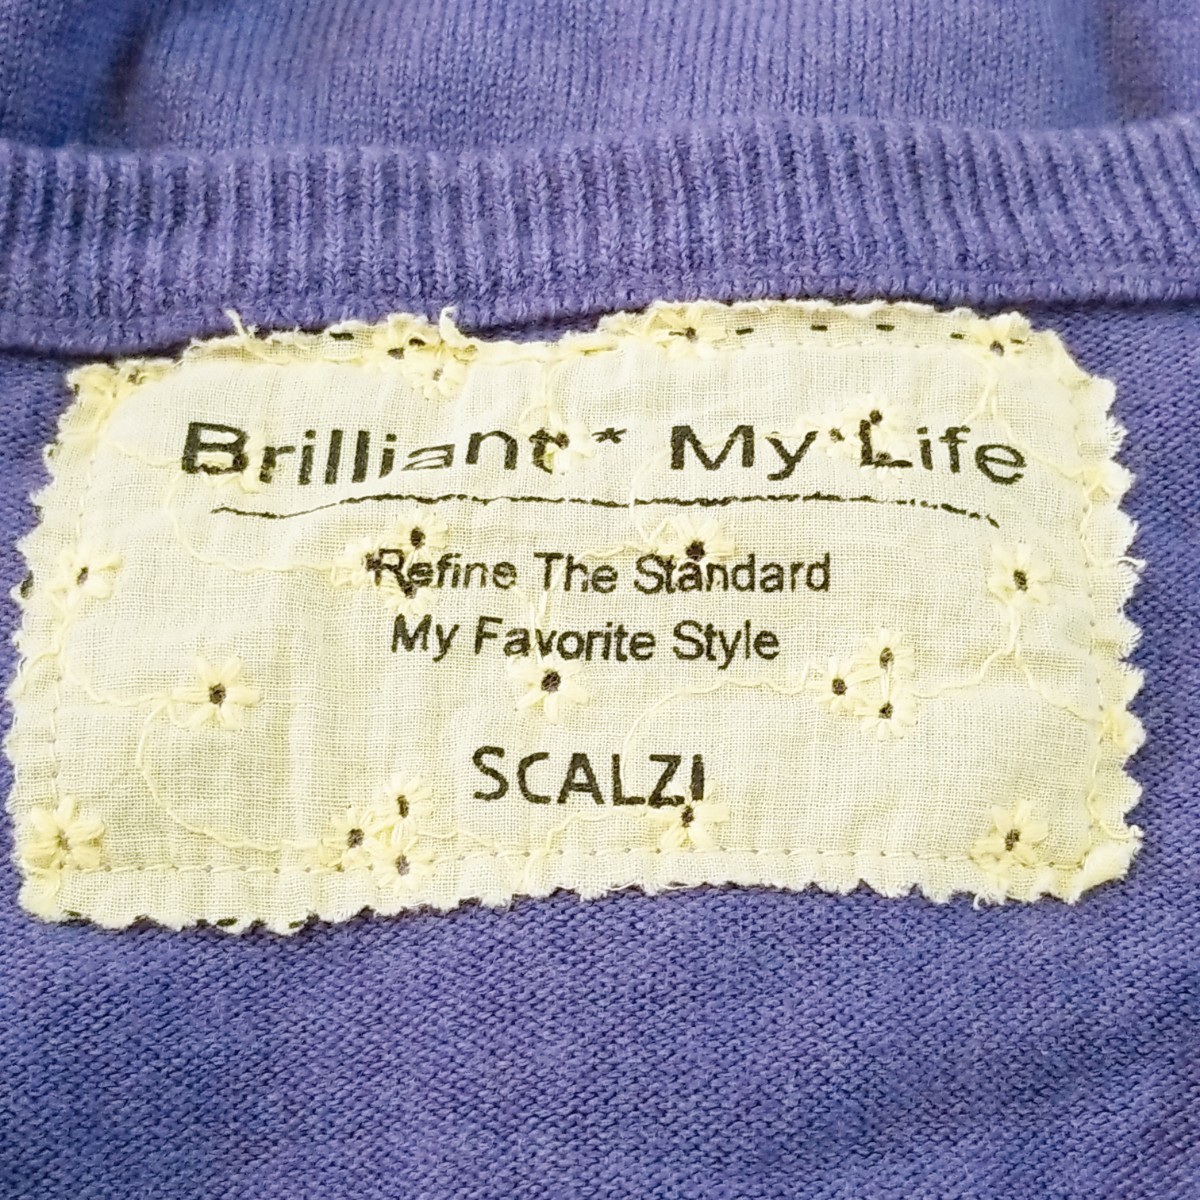 Brilliant * My Life
Refine The Standard
My Favorite Style
SCALZI